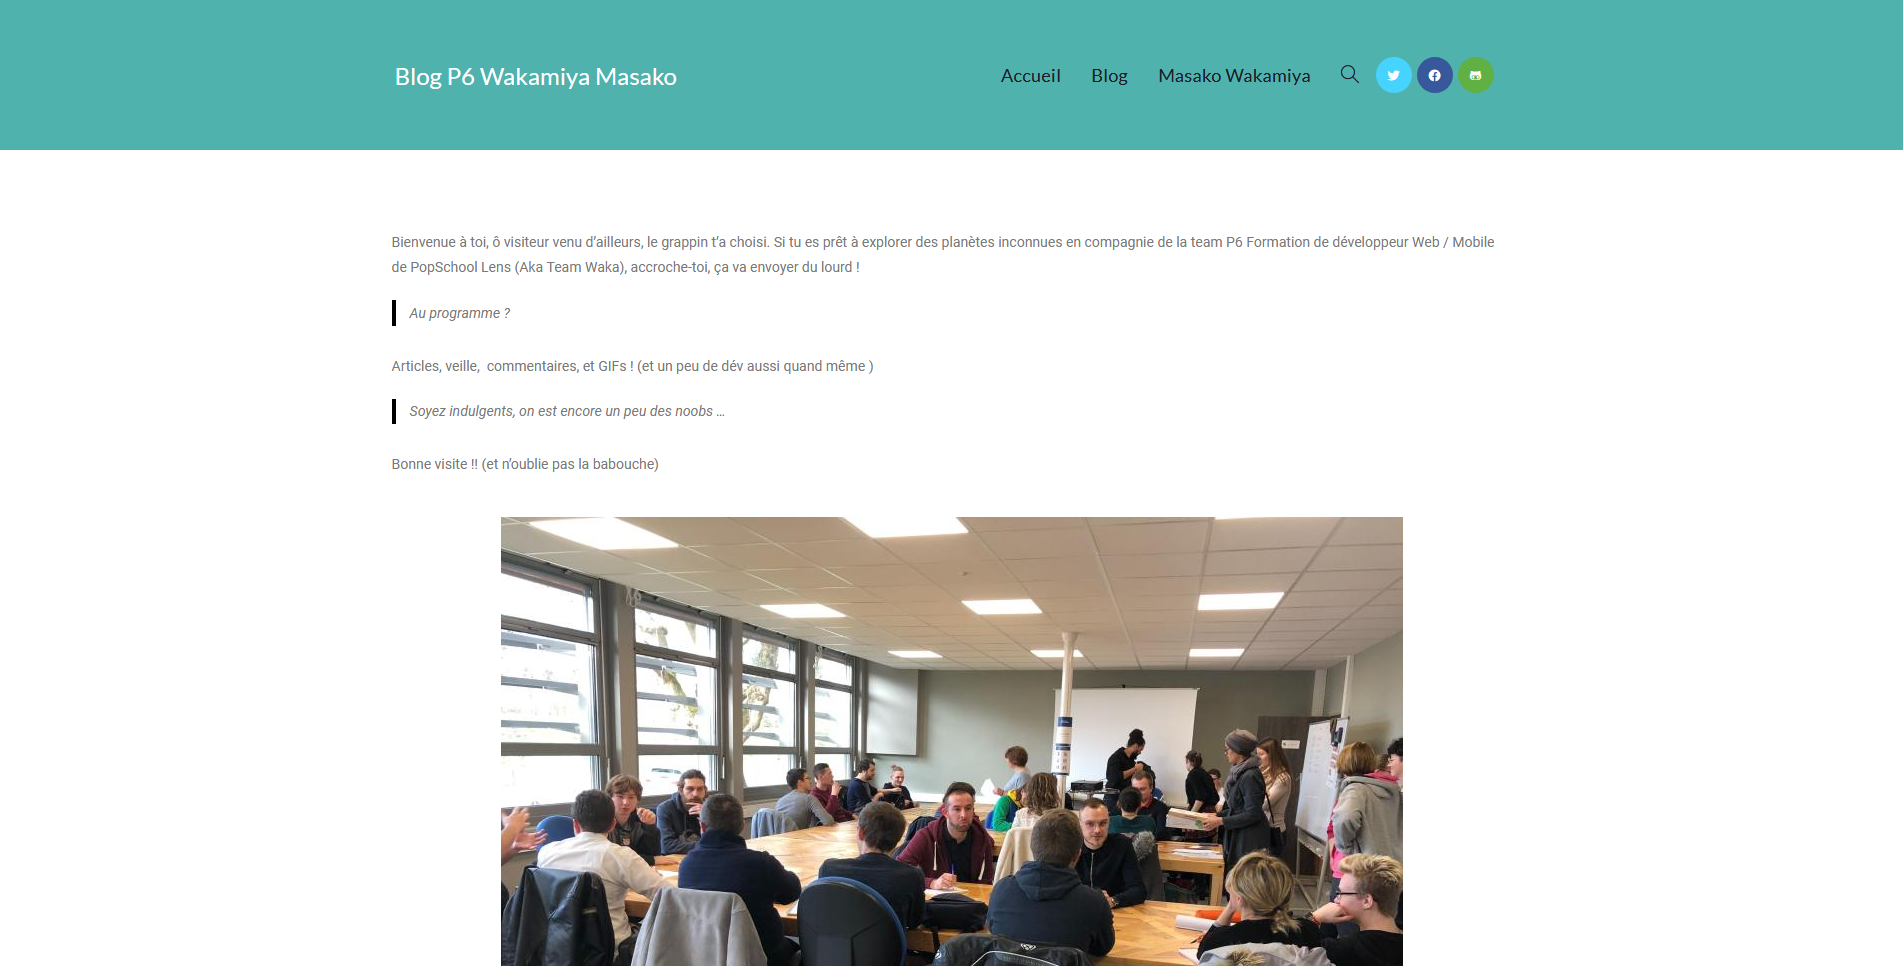 Blog P6 Wakamiya Masako
Accueil Blog Masako Wakamiya
Bienvenue à toi, ô visiteur venu d’ailleurs, le grappin t’a choisi. Si tu es prêt à explorer des planètes inconnues en compagnie de la team P6 Formation de développeur Web / Mobile
de PopSchool Lens (Aka Team Waka), accroche-toi, ça va envoyer du lourd !
Au programme ?
Articles, veille,  commentaires, et GIFs ! (et un peu de dév aussi quand même )
Soyez indulgents, on est encore un peu des noobs ...
Bonne visite !! (et n’oublie pas la babouche)